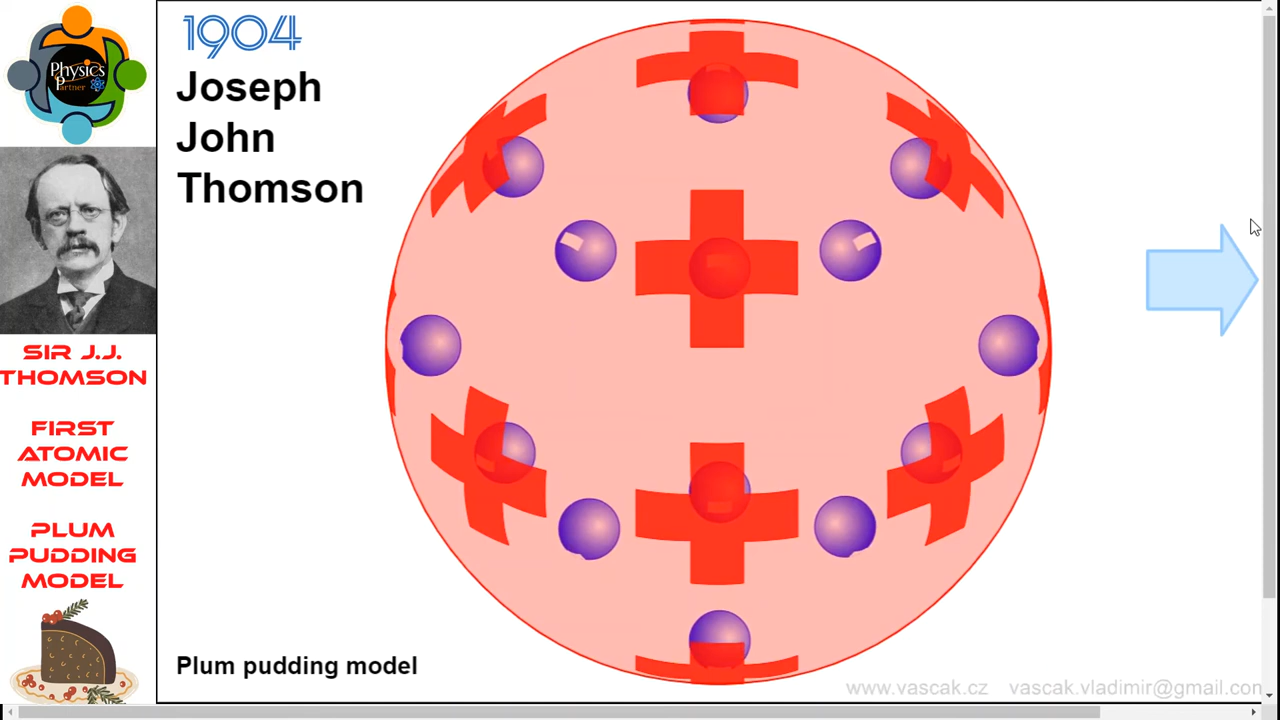 Physics
Partner
SIR J.J.
THOMSON
FIRST
ATOMIC
MODEL
PLUM
PUDDING
MODEL
1904
Joseph
John
Thomson
Plum pudding model
www.vascak.cz vascak.vladimir@gmail.con